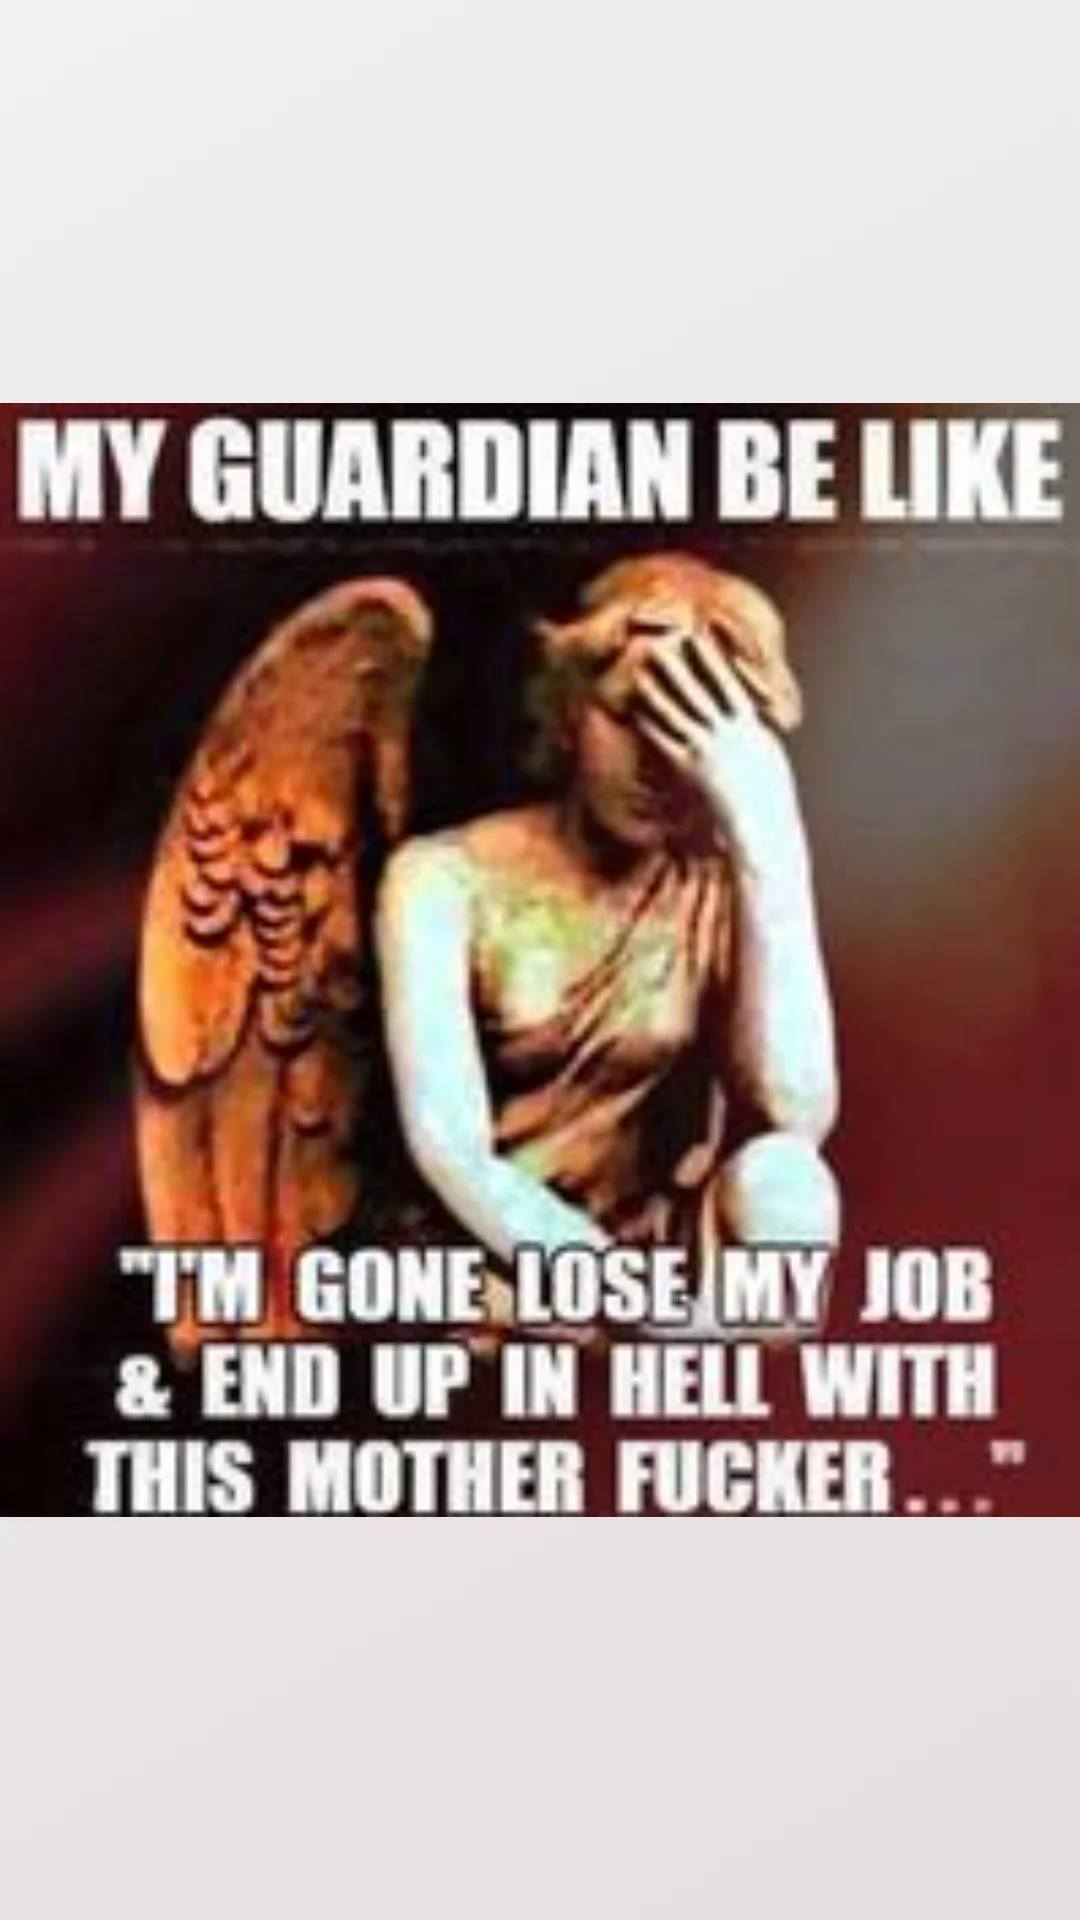 MY GUARDIAN BE LIKE
"I'M GONE LOSE MY JOB
& END UP IN HELL WITH
THIS MOTHER FUCKER..."